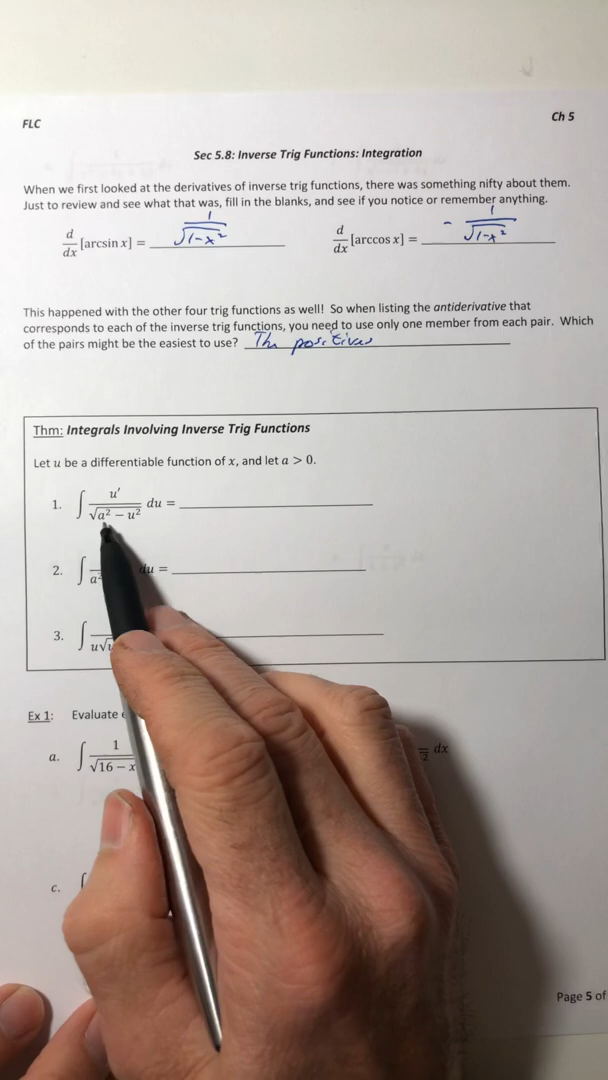 FLC
Ch 5
Sec 5.8: Inverse Trig Functions: Integration
When we first looked at the derivatives of inverse trig functions, there was something nifty about them.
Just to review and see what that was, fill in the blanks, and see if you notice or remember anything.
d/dx [arcsin x] = 1/√(1-x²)
d/dx [arccos x] = - 1/√(1-x²)
This happened with the other four trig functions as well! So when listing the antiderivative that
corresponds to each of the inverse trig functions, you need to use only one member from each pair. Which
of the pairs might be the easiest to use? The positives
Thm: Integrals Involving Inverse Trig Functions
Let u be a differentiable function of x, and let a > 0.
1. ∫ u'/√(a² − u²) du =
2. ∫ du =
3. ∫
Ex 1: Evaluate
a. ∫ 1/√(16 − x
dx
c. ∫
Page 5 of